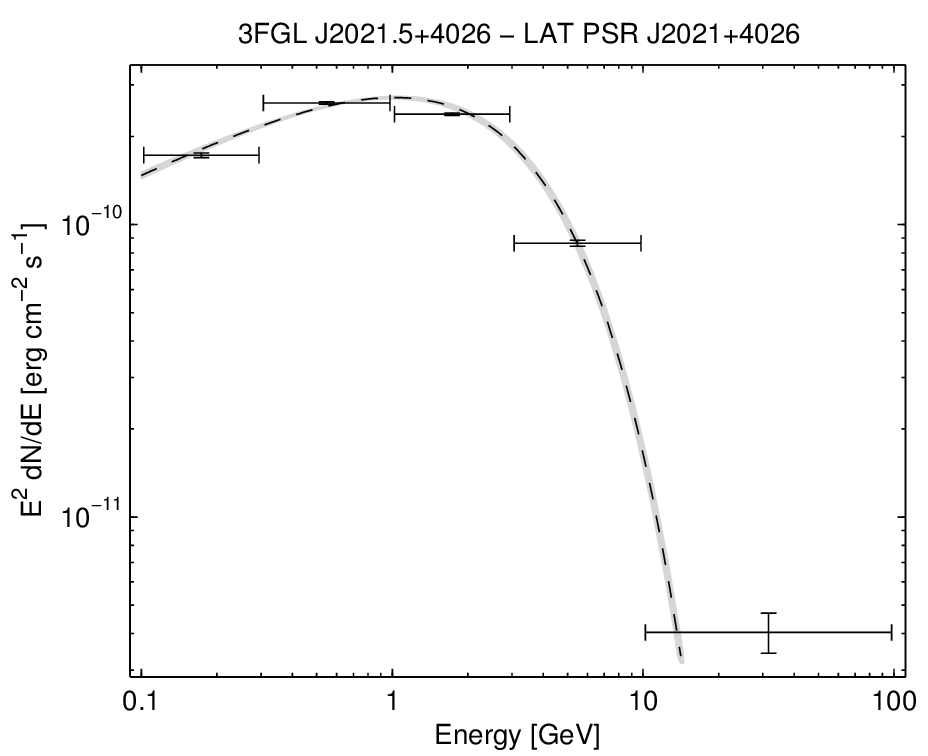 3FGL J2021.5+4026 − LAT PSR J2021+4026
E² dN/dE [erg cm⁻² s⁻¹]
10⁻¹⁰
10⁻¹¹
0.1 1 10 100
Energy [GeV]